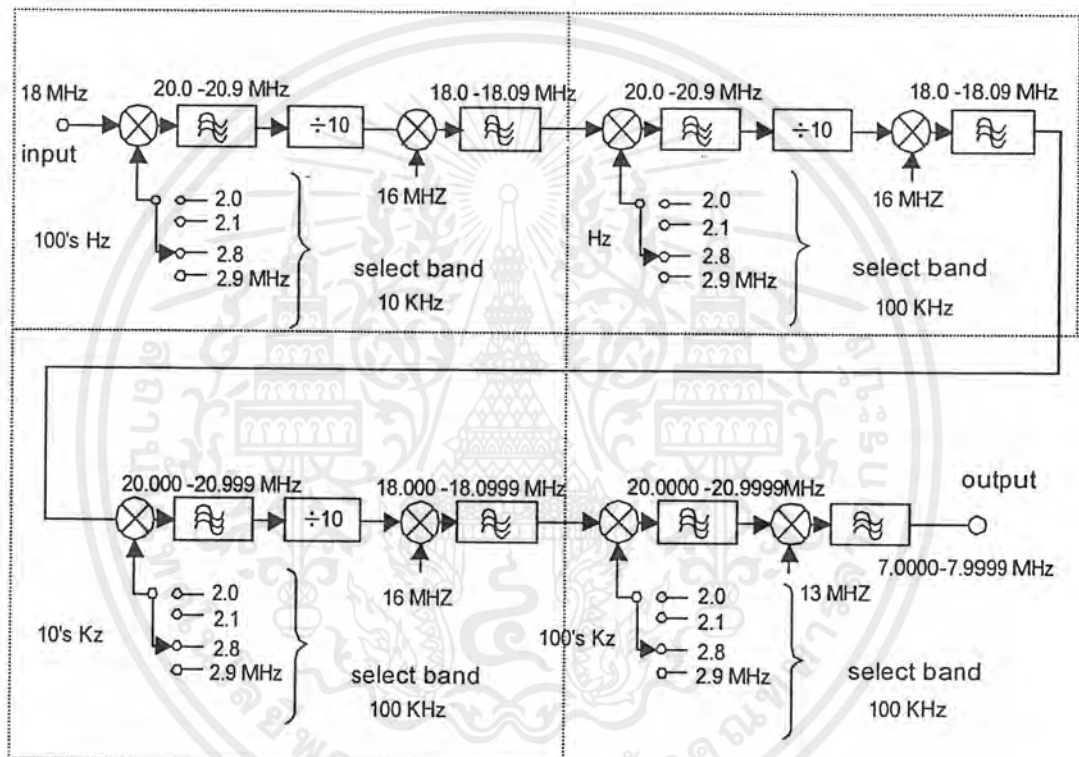 18 MHz
input
20.0 -20.9 MHz
÷10
18.0 -18.09 MHz
16 MHZ
100's Hz
2.0
2.1
2.8
2.9 MHz
select band
10 KHz
20.0 -20.9 MHz
÷10
18.0 -18.09 MHz
16 MHZ
Hz
2.0
2.1
2.8
2.9 MHz
select band
100 KHz
20.000 -20.999 MHz
÷10
18.000 -18.0999 MHz
16 MHZ
10's Kz
2.0
2.1
2.8
2.9 MHz
select band
100 KHz
20.0000 -20.9999MHz
output
7.0000-7.9999 MHz
13 MHZ
100's Kz
2.0
2.1
2.8
2.9 MHz
select band
100 KHz